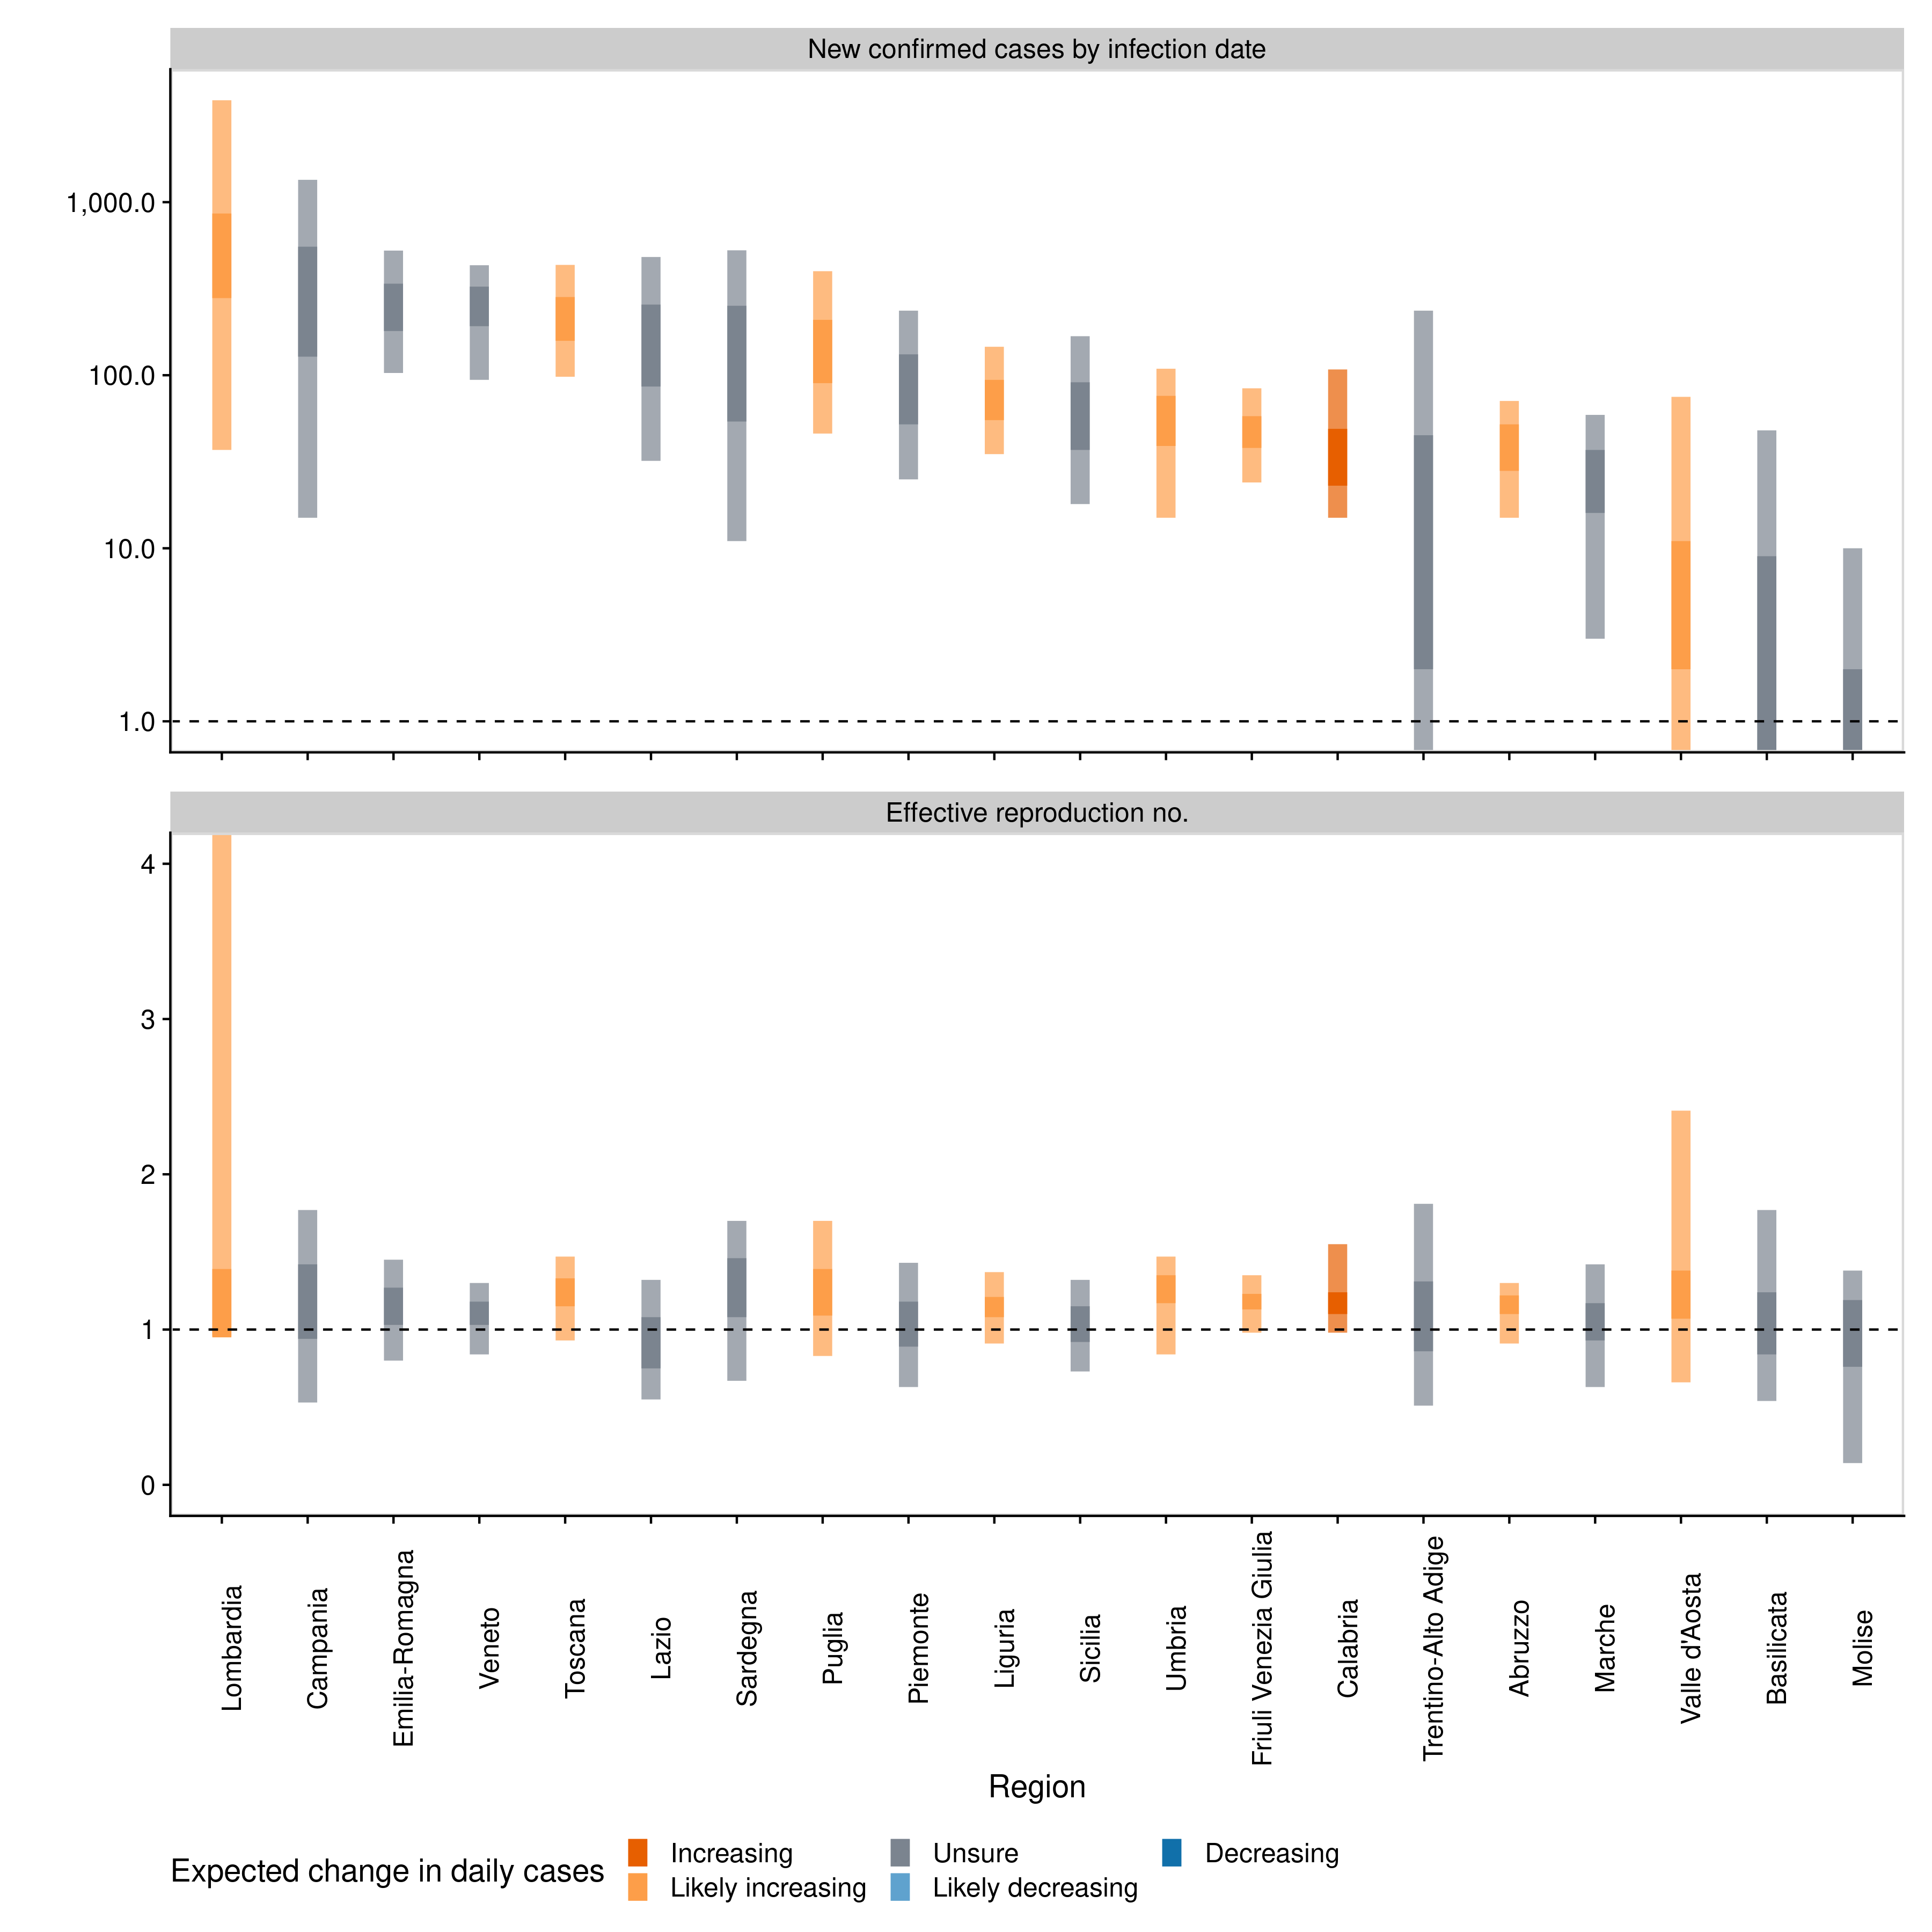 New confirmed cases by infection date
1,000.0
100.0
10.0
1.0
Effective reproduction no.
4
3
2
1
0
Lombardia
Campania
Emilia-Romagna
Veneto
Toscana
Lazio
Sardegna
Puglia
Piemonte
Liguria
Sicilia
Umbria
Friuli Venezia Giulia
Calabria
Trentino-Alto Adige
Abruzzo
Marche
Valle d'Aosta
Basilicata
Molise
Region
Expected change in daily cases
Increasing
Likely increasing
Unsure
Likely decreasing
Decreasing